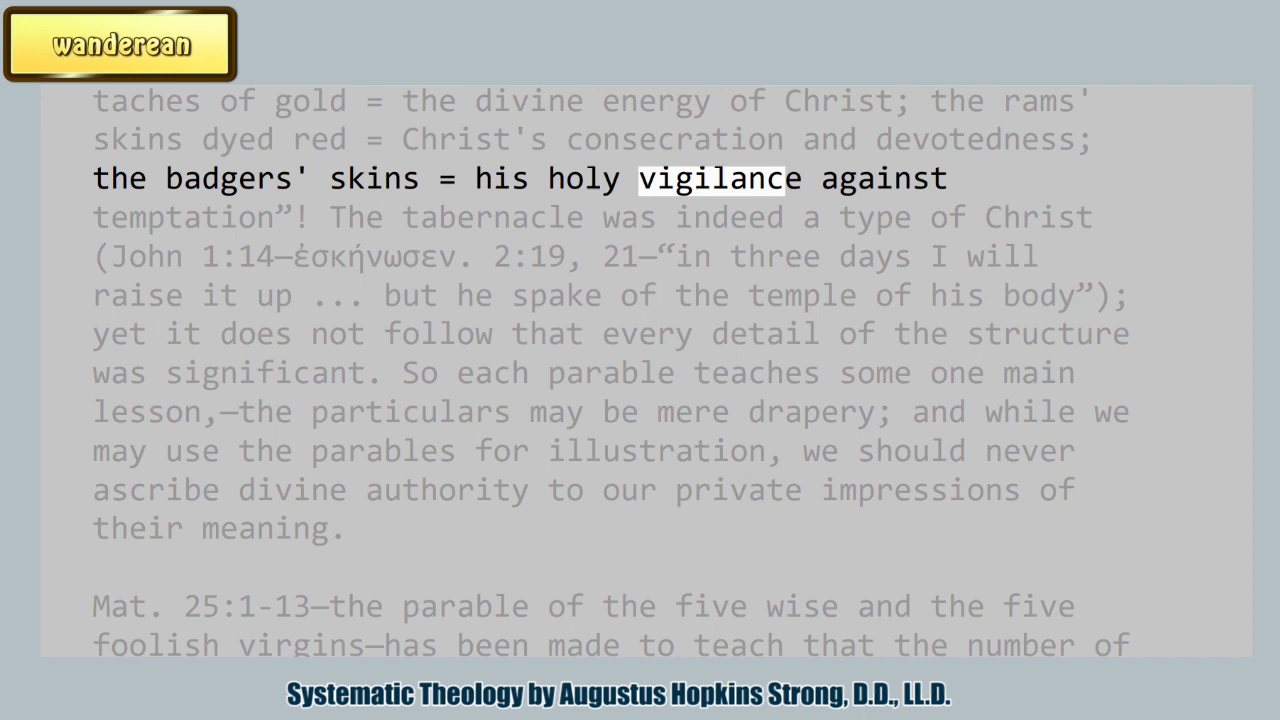 wanderean
taches of gold = the divine energy of Christ; the rams'
skins dyed red = Christ's consecration and devotedness;
the badgers' skins = his holy vigilance against
temptation”! The tabernacle was indeed a type of Christ
(John 1:14—ἐσκήνωσεν. 2:19, 21—“in three days I will
raise it up ... but he spake of the temple of his body”);
yet it does not follow that every detail of the structure
was significant. So each parable teaches some one main
lesson,—the particulars may be mere drapery; and while we
may use the parables for illustration, we should never
ascribe divine authority to our private impressions of
their meaning.
Mat. 25:1-13—the parable of the five wise and the five
foolish virgins—has been made to teach that the number of
Systematic Theology by Augustus Hopkins Strong, D.D., LL.D.